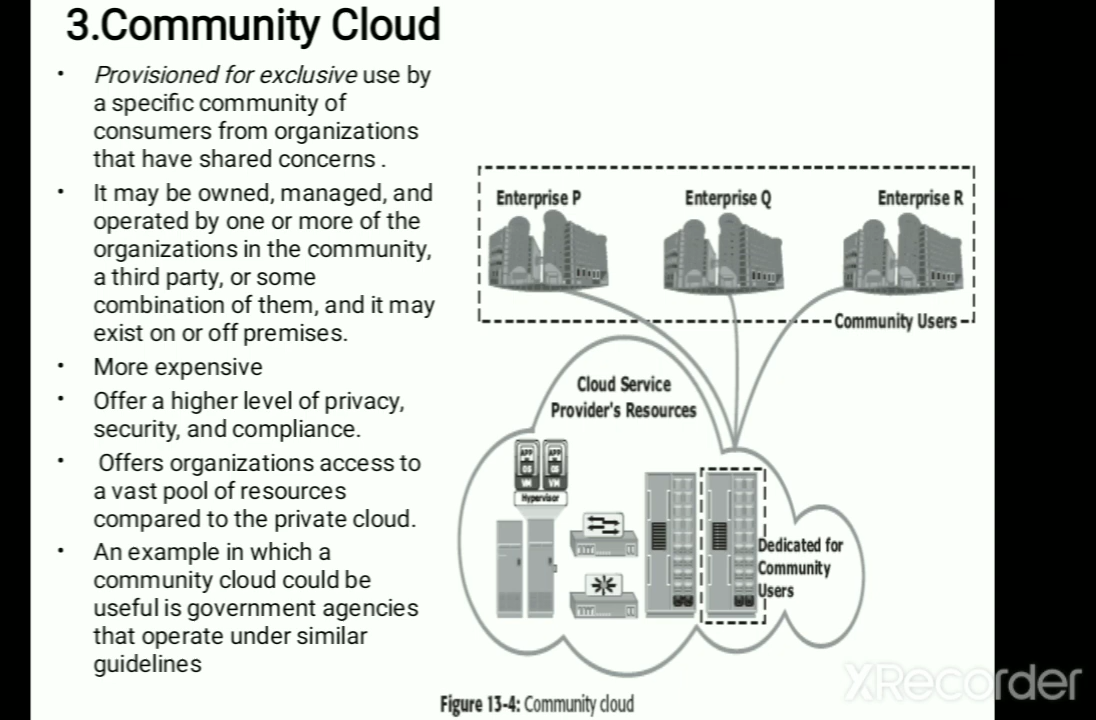 3.Community Cloud
• Provisioned for exclusive use by
a specific community of
consumers from organizations
that have shared concerns .
• It may be owned, managed, and
operated by one or more of the
organizations in the community,
a third party, or some
combination of them, and it may
exist on or off premises.
• More expensive
• Offer a higher level of privacy,
security, and compliance.
• Offers organizations access to
a vast pool of resources
compared to the private cloud.
• An example in which a
community cloud could be
useful is government agencies
that operate under similar
guidelines
Enterprise P
Enterprise Q
Enterprise R
Community Users
Cloud Service
Provider's Resources
APP
OS
VM
APP
OS
VM
Hypervisor
Dedicated for
Community
Users
Figure 13-4: Community cloud
XRecorder